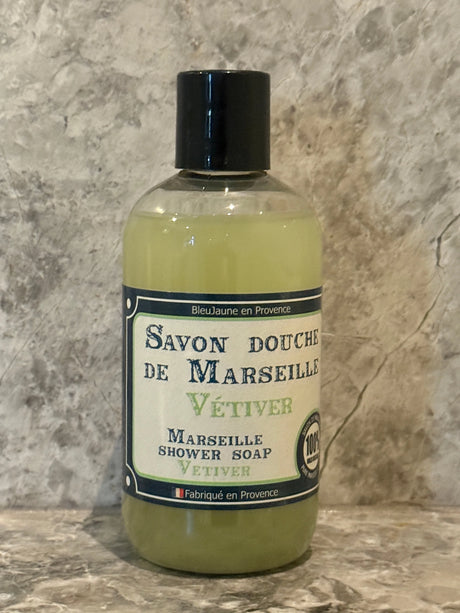 BleuJaune en Provence
SAVON DOUCHE
DE MARSEILLE
VÉTIVER
MARSEILLE
SHOWER SOAP
VETIVER
100%
Fabriqué en Provence